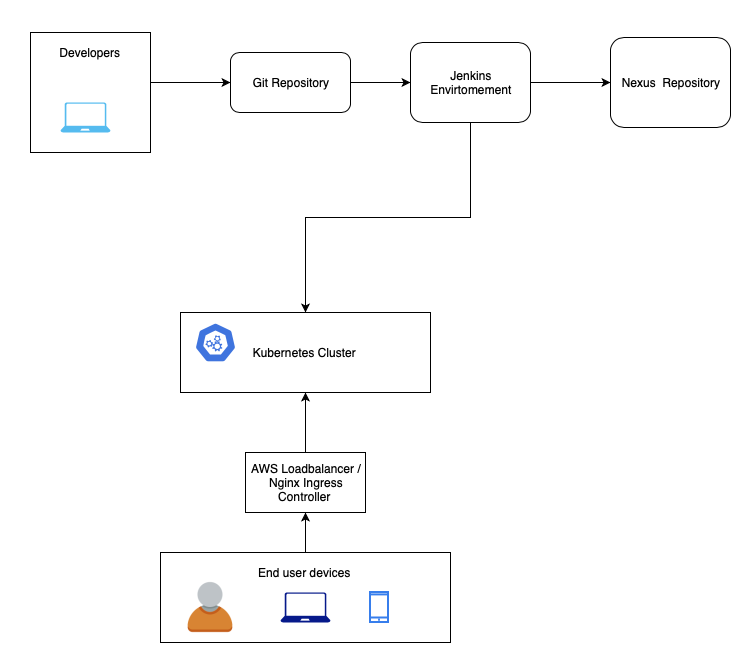 Developers
Git Repository
Jenkins
Envirtomement
Nexus  Repository
Kubernetes Cluster
AWS Loadbalancer /
Nginx Ingress
Controller
End user devices